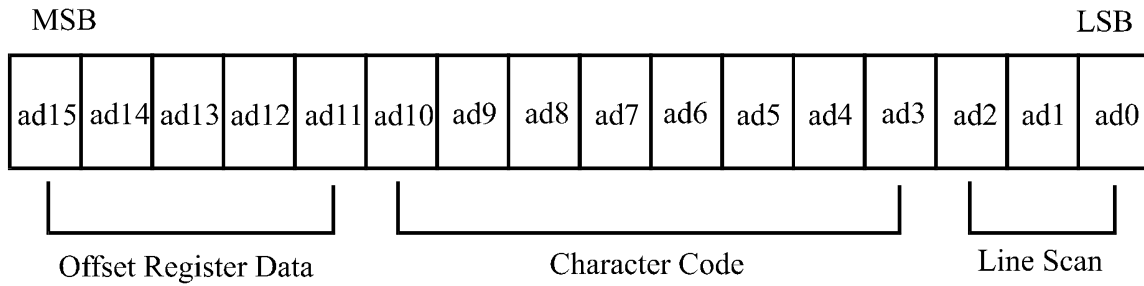 MSB LSB
ad15 ad14 ad13 ad12 ad11 ad10 ad9 ad8 ad7 ad6 ad5 ad4 ad3 ad2 ad1 ad0
Offset Register Data Character Code Line Scan